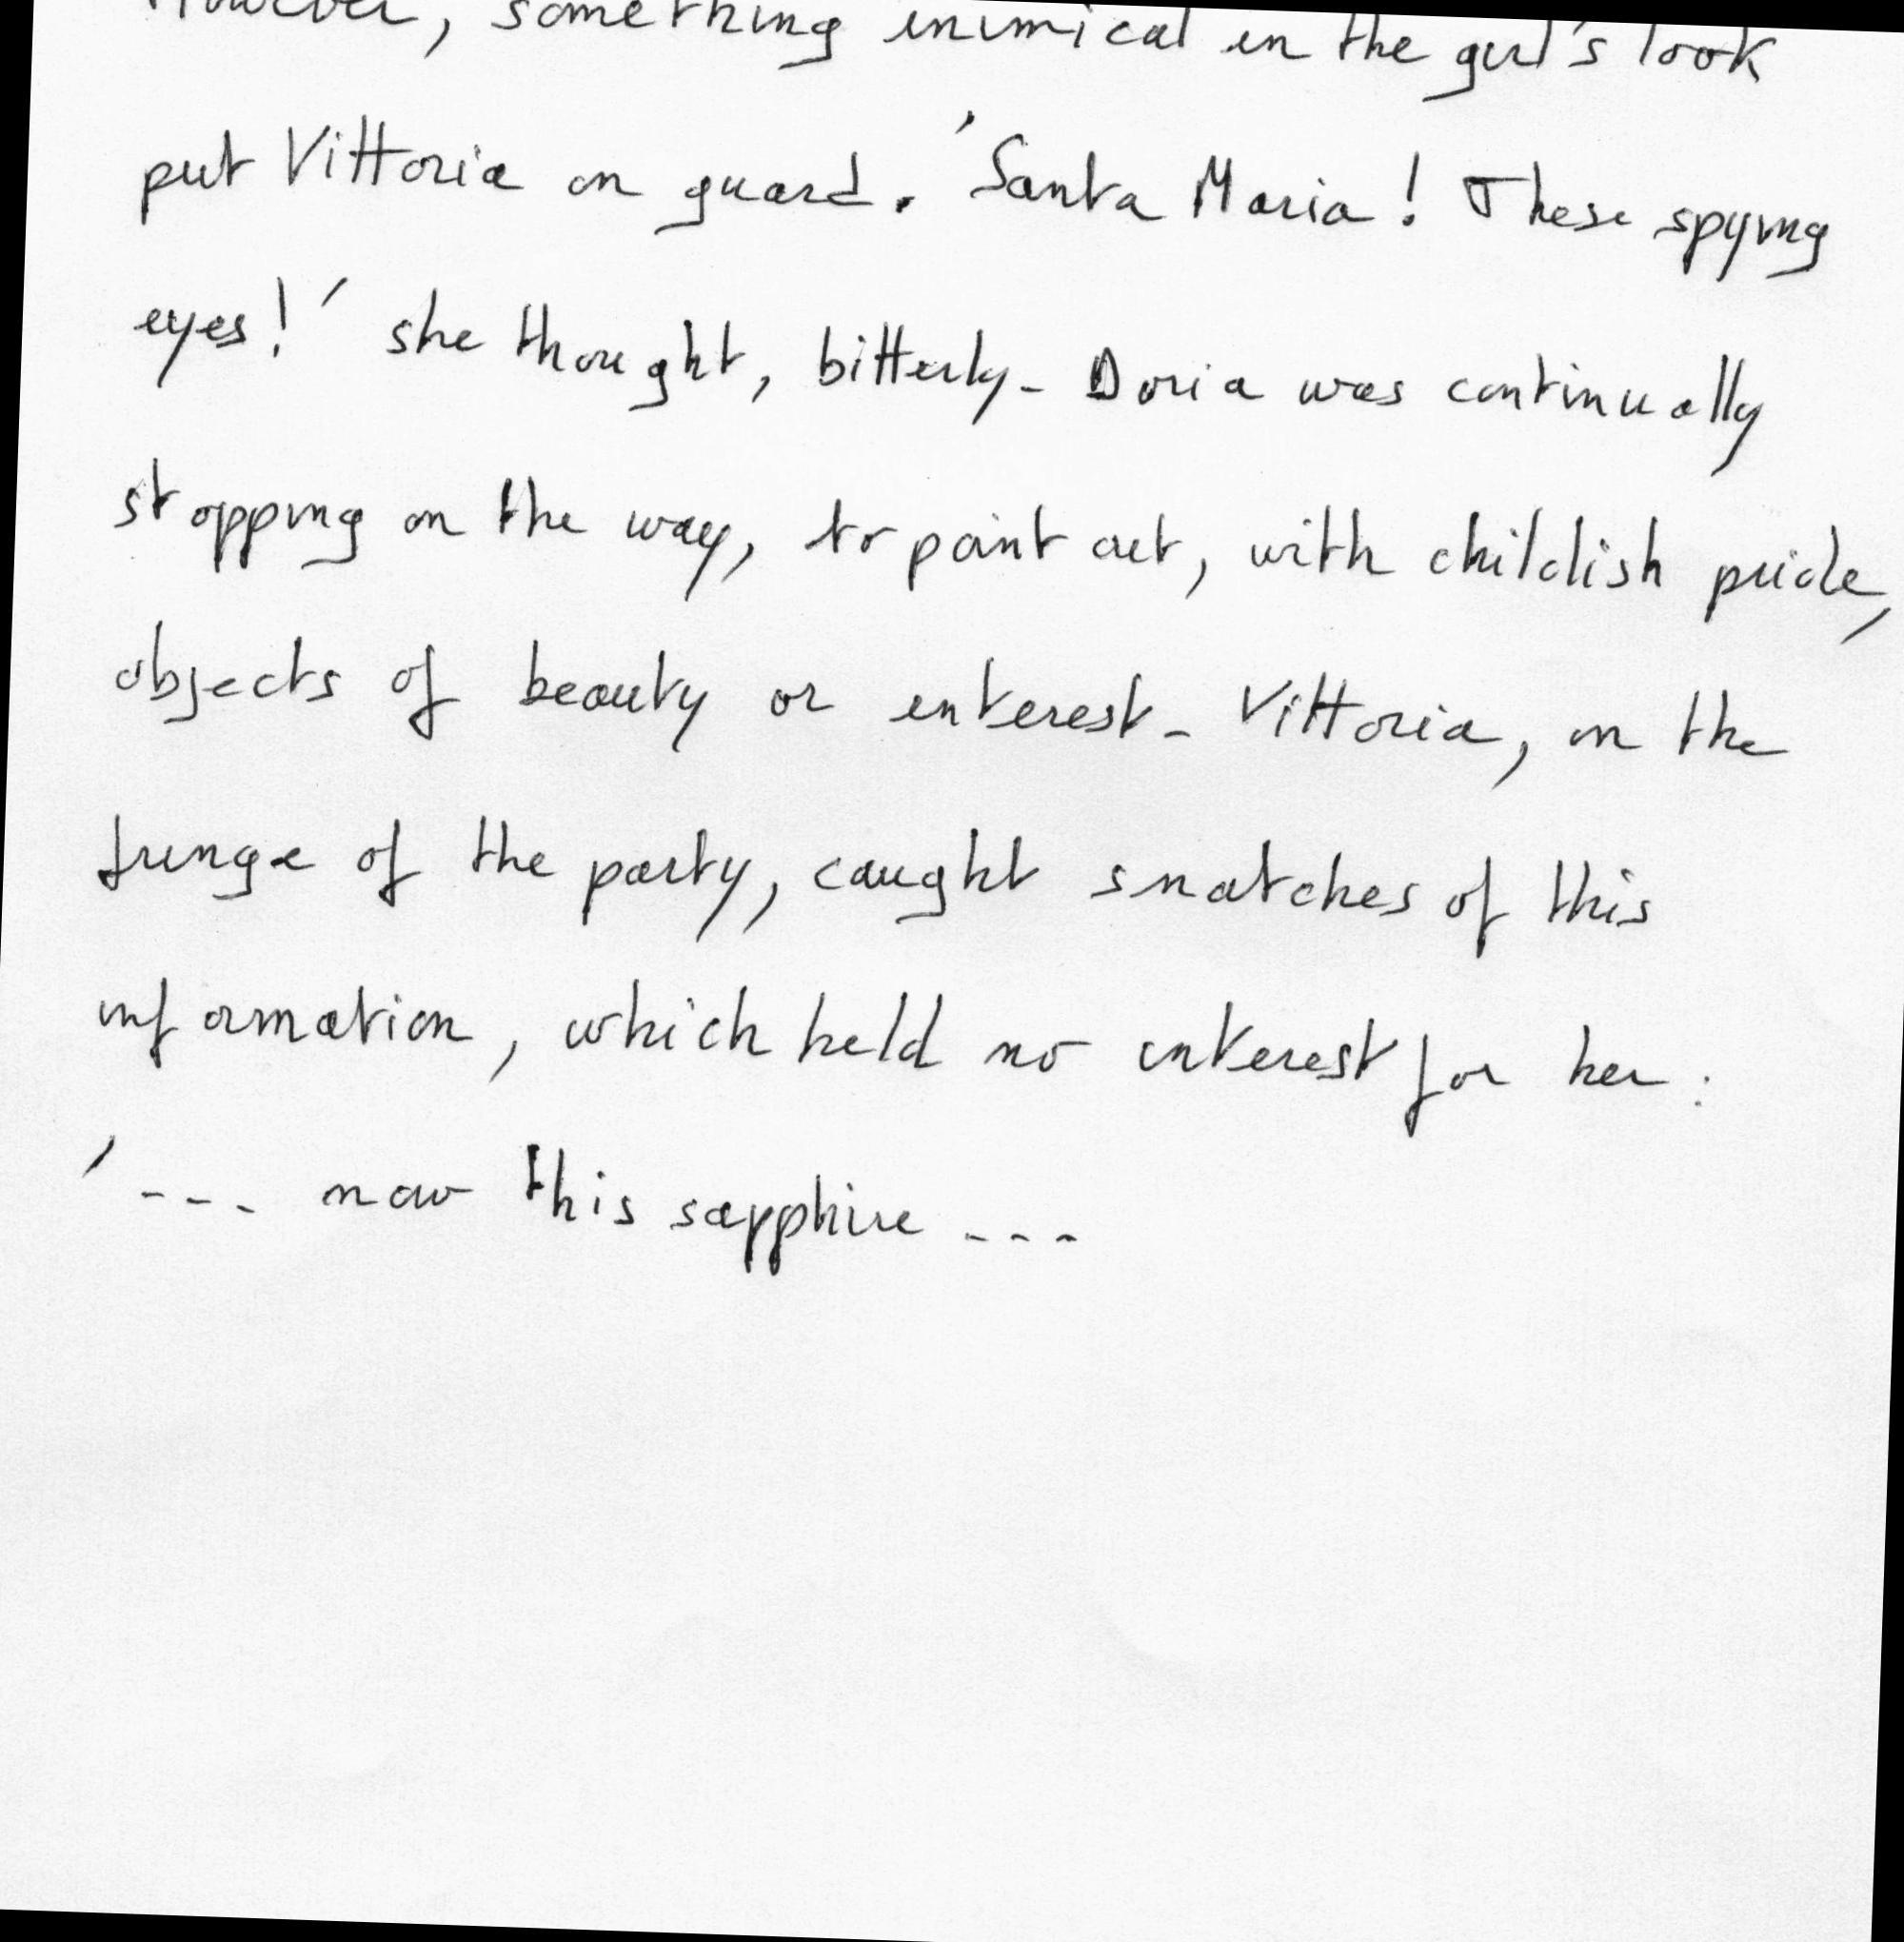 However, something inimical in the girl's look
put Vittoria on guard. 'Santa Maria! These spying
eyes!' she thought, bitterly. Doria was continually
stopping on the way, to point out, with childish pride,
objects of beauty or interest. Vittoria, on the
fringe of the party, caught snatches of this
information, which held no interest for her:
'... now this sapphire ...